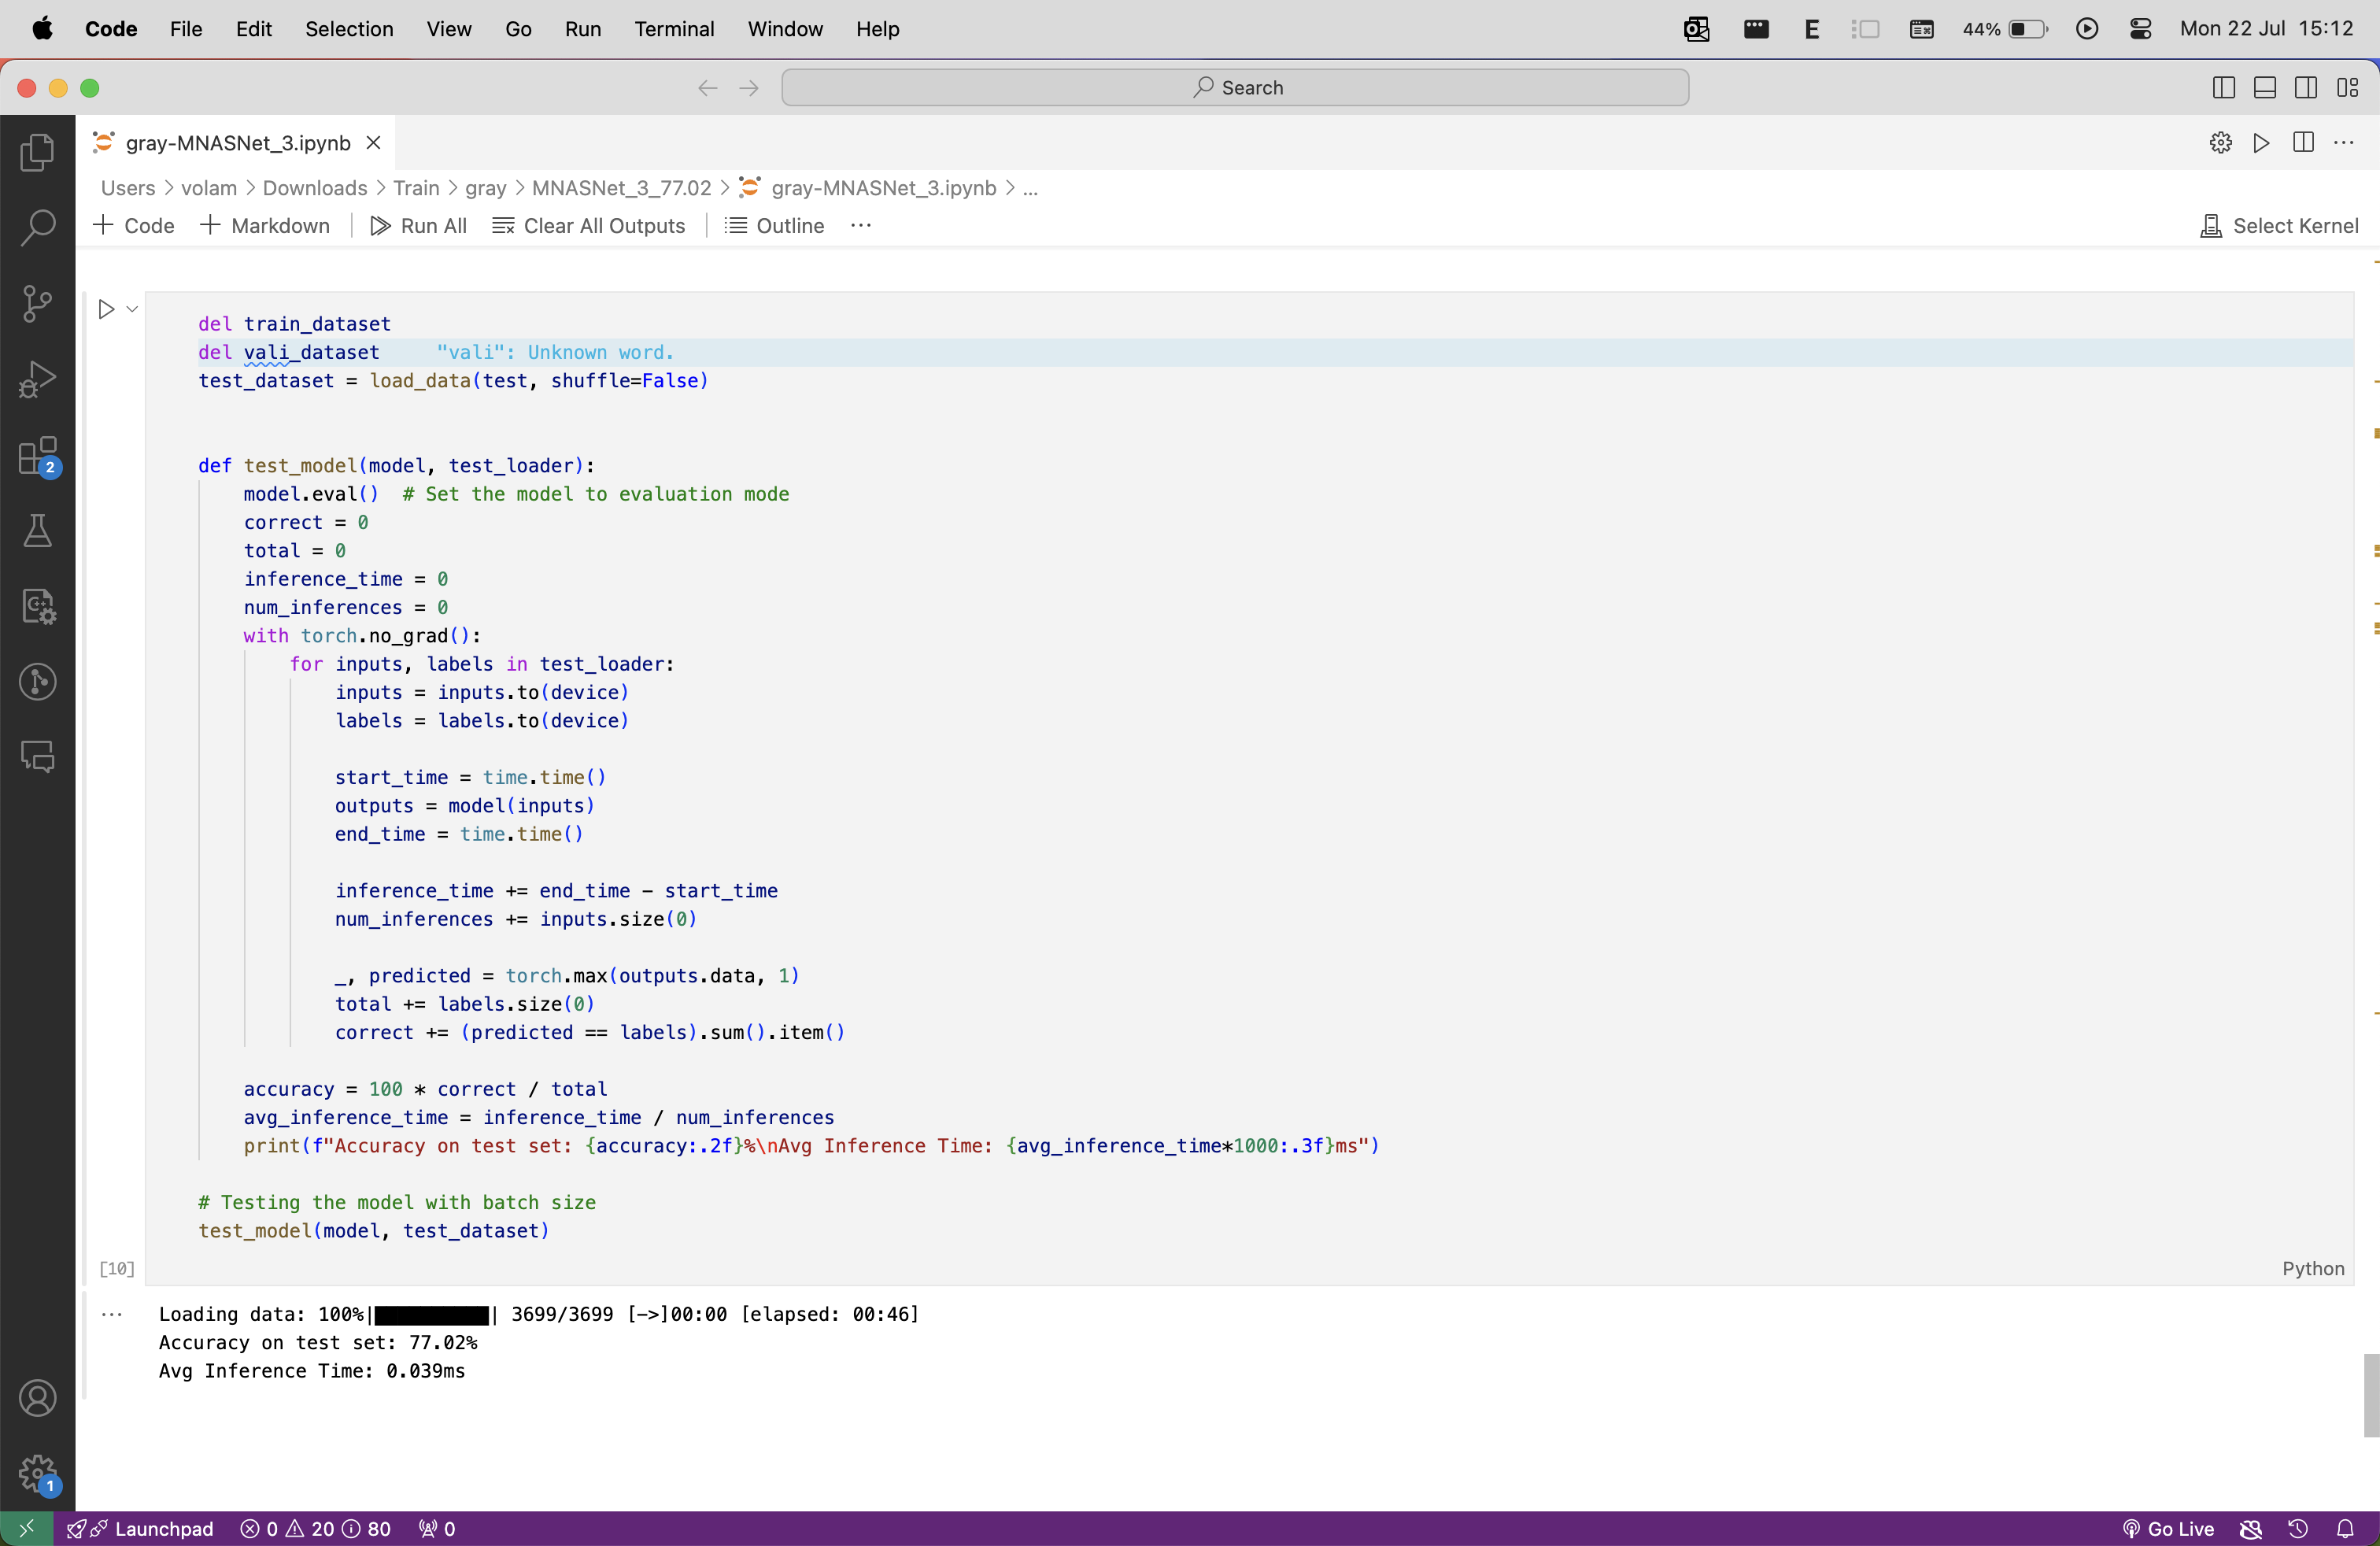 Code File Edit Selection View Go Run Terminal Window Help E 44% Mon 22 Jul 15:12
Search
gray-MNASNet_3.ipynb
Users > volam > Downloads > Train > gray > MNASNet_3_77.02 > gray-MNASNet_3.ipynb > ...
+ Code + Markdown Run All Clear All Outputs Outline ... Select Kernel
del train_dataset
del vali_dataset "vali": Unknown word.
test_dataset = load_data(test, shuffle=False)
def test_model(model, test_loader):
model.eval() # Set the model to evaluation mode
correct = 0
total = 0
inference_time = 0
num_inferences = 0
with torch.no_grad():
for inputs, labels in test_loader:
inputs = inputs.to(device)
labels = labels.to(device)
start_time = time.time()
outputs = model(inputs)
end_time = time.time()
inference_time += end_time - start_time
num_inferences += inputs.size(0)
_, predicted = torch.max(outputs.data, 1)
total += labels.size(0)
correct += (predicted == labels).sum().item()
accuracy = 100 * correct / total
avg_inference_time = inference_time / num_inferences
print(f"Accuracy on test set: {accuracy:.2f}%\nAvg Inference Time: {avg_inference_time*1000:.3f}ms")
# Testing the model with batch size
test_model(model, test_dataset)
[10] Python
... Loading data: 100%|██████████| 3699/3699 [->]00:00 [elapsed: 00:46]
Accuracy on test set: 77.02%
Avg Inference Time: 0.039ms
2
1
Launchpad 0 20 80 0 Go Live